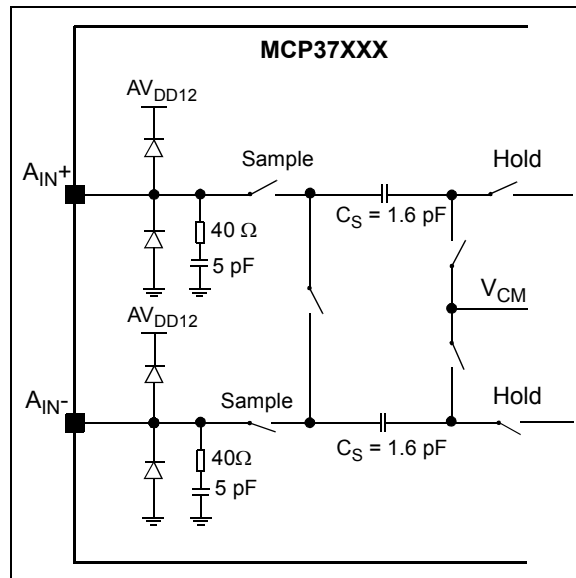 MCP37XXX
AVDD12
AIN+
Sample
Hold
40 Ω
5 pF
CS = 1.6 pF
VCM
AVDD12
AIN-
Sample
Hold
40Ω
5 pF
CS = 1.6 pF